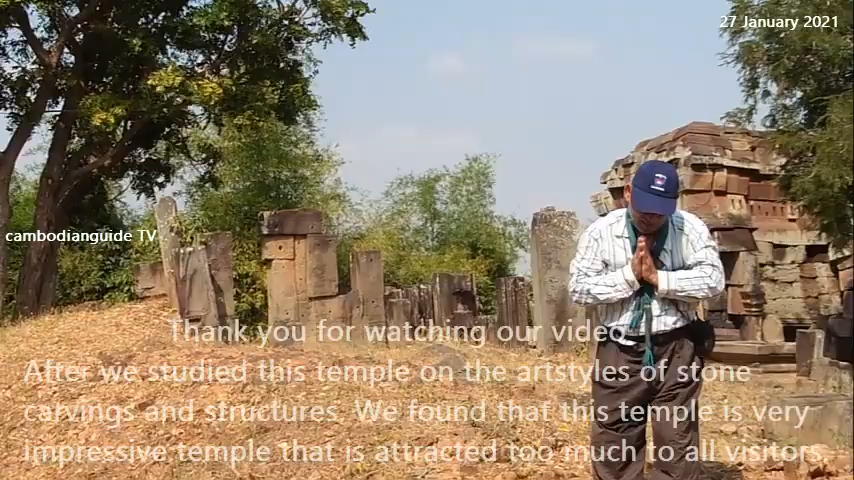 27 January 2021
cambodianguide TV
Thank you for watching our video.
After we studied this temple on the artstyles of stone
carvings and structures. We found that this temple is very
impressive temple that is attracted too much to all visitors.